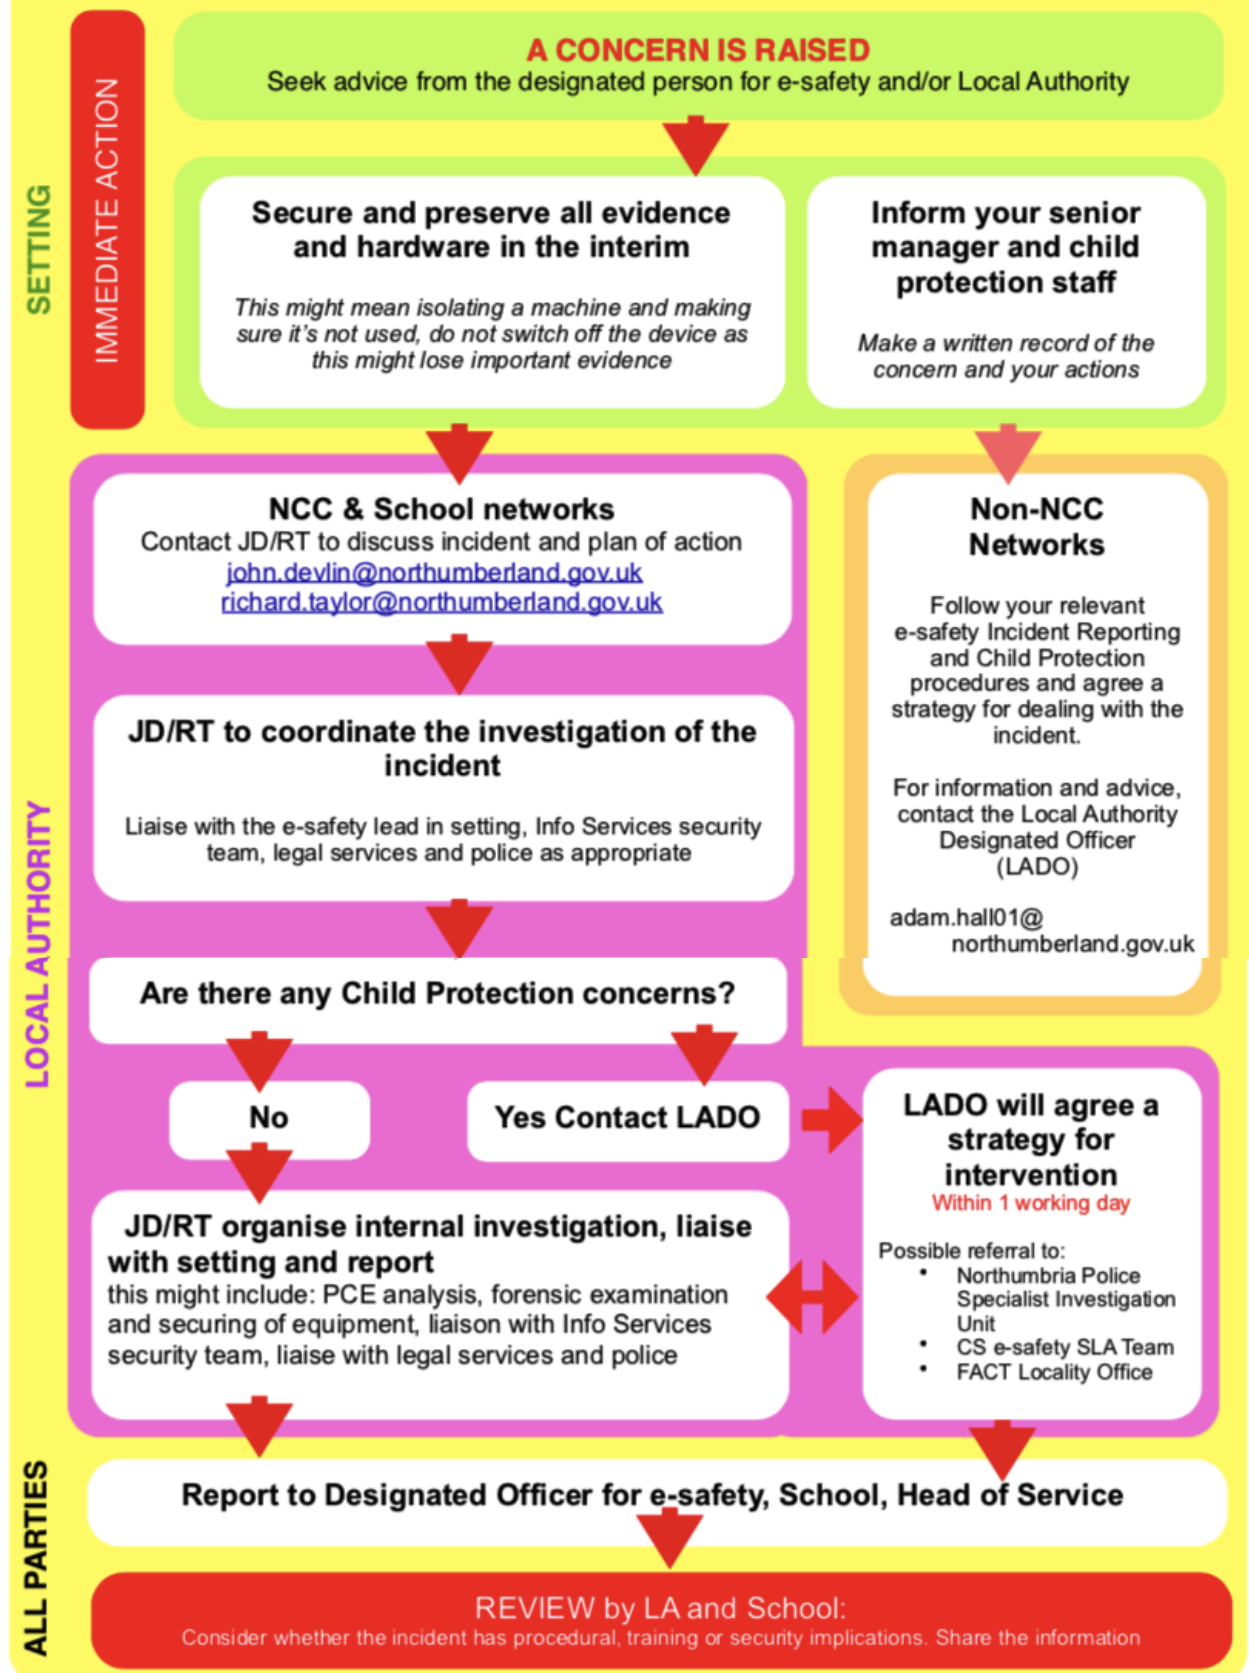 SETTING
IMMEDIATE ACTION
A CONCERN IS RAISED
Seek advice from the designated person for e-safety and/or Local Authority
Secure and preserve all evidence
and hardware in the interim
This might mean isolating a machine and making
sure it's not used, do not switch off the device as
this might lose important evidence
Inform your senior
manager and child
protection staff
Make a written record of the
concern and your actions
LOCAL AUTHORITY
NCC & School networks
Contact JD/RT to discuss incident and plan of action
john.devlin@northumberland.gov.uk
richard.taylor@northumberland.gov.uk
Non-NCC
Networks
Follow your relevant
e-safety Incident Reporting
and Child Protection
procedures and agree a
strategy for dealing with the
incident.
For information and advice,
contact the Local Authority
Designated Officer
(LADO)
adam.hall01@
northumberland.gov.uk
JD/RT to coordinate the investigation of the
incident
Liaise with the e-safety lead in setting, Info Services security
team, legal services and police as appropriate
Are there any Child Protection concerns?
No
Yes Contact LADO
LADO will agree a
strategy for
intervention
Within 1 working day
Possible referral to:
• Northumbria Police
Specialist Investigation
Unit
• CS e-safety SLA Team
• FACT Locality Office
JD/RT organise internal investigation, liaise
with setting and report
this might include: PCE analysis, forensic examination
and securing of equipment, liaison with Info Services
security team, liaise with legal services and police
ALL PARTIES
Report to Designated Officer for e-safety, School, Head of Service
REVIEW by LA and School:
Consider whether the incident has procedural, training or security implications. Share the information